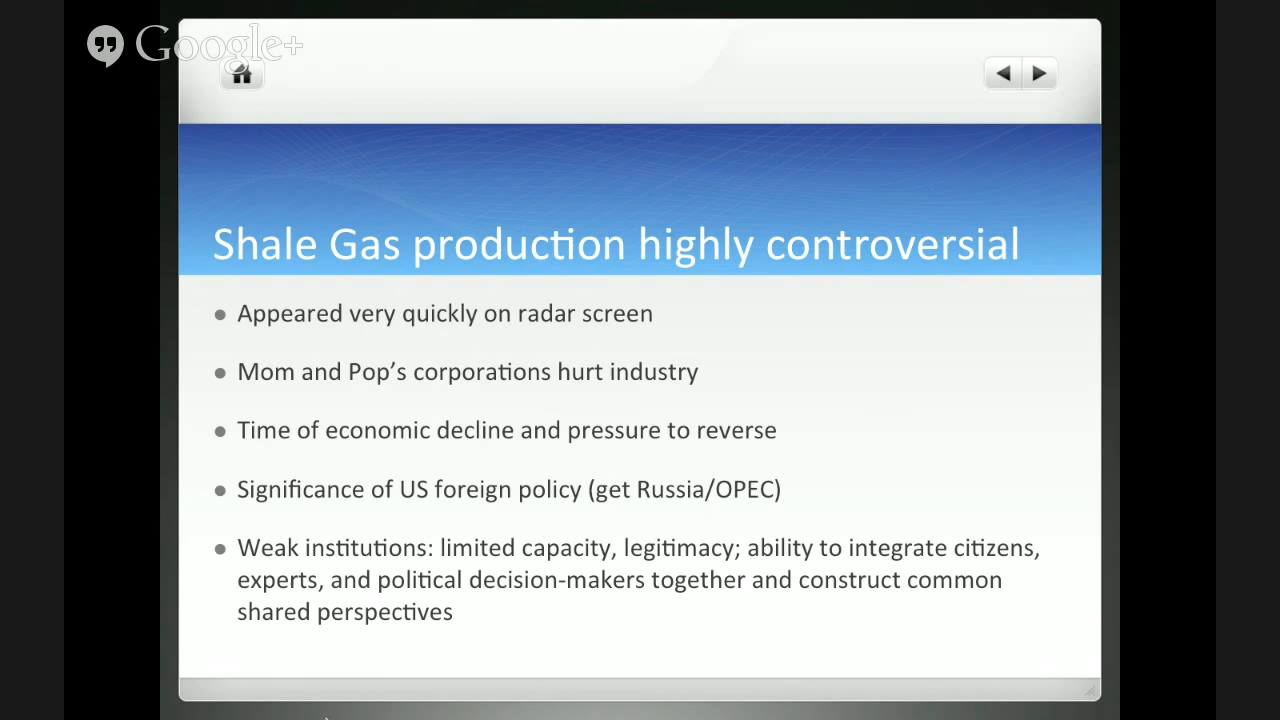 Google+
Shale Gas production highly controversial
Appeared very quickly on radar screen
Mom and Pop’s corporations hurt industry
Time of economic decline and pressure to reverse
Significance of US foreign policy (get Russia/OPEC)
Weak institutions: limited capacity, legitimacy; ability to integrate citizens,
experts, and political decision-makers together and construct common
shared perspectives